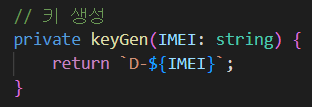 // 키 생성
private keyGen(IMEI: string) {
    return `D-${IMEI}`;
}